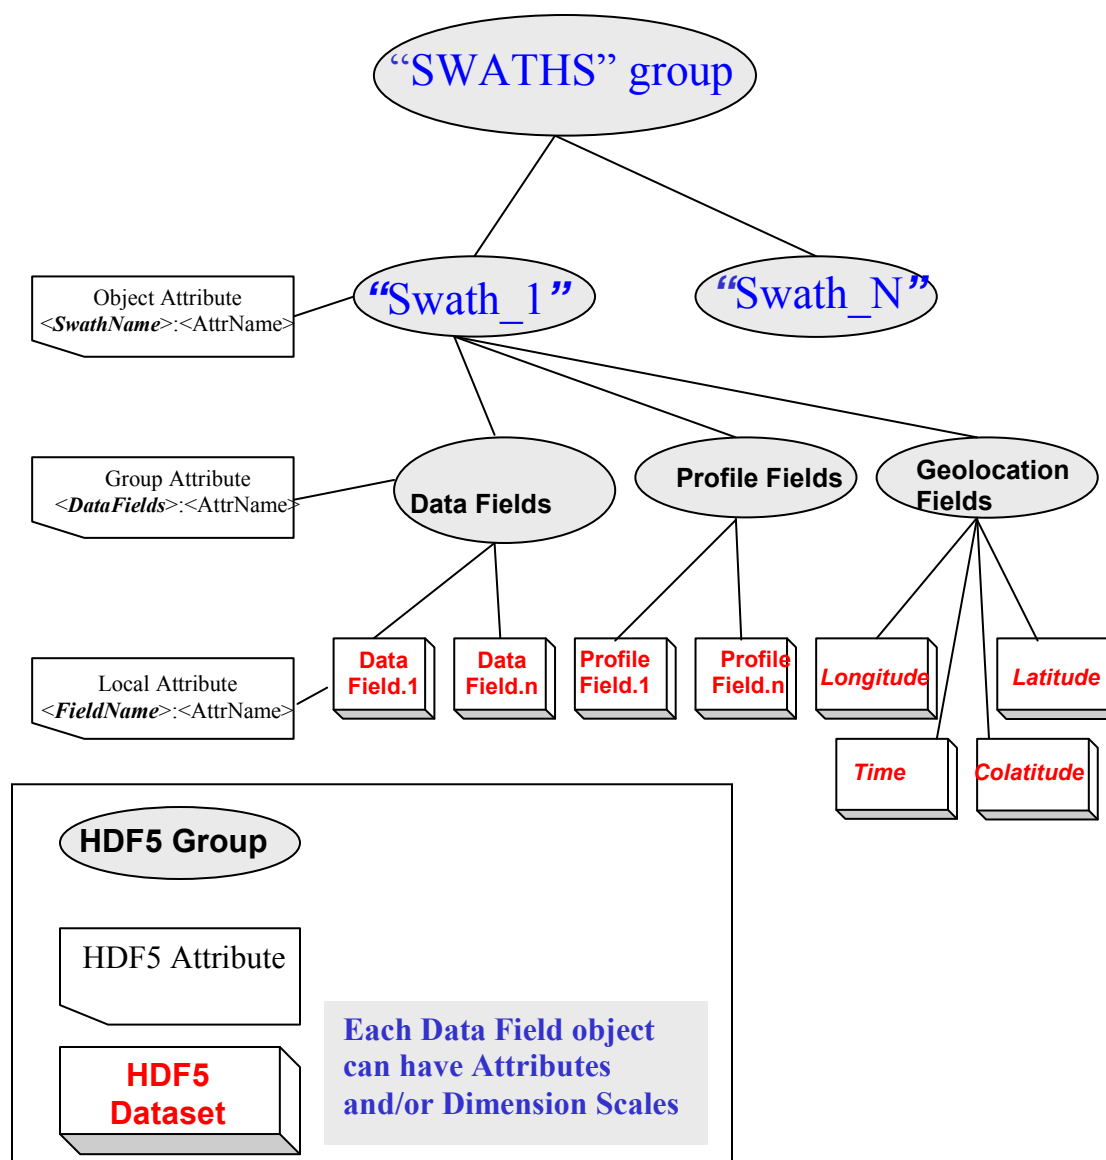 “SWATHS” group
“Swath_1”
“Swath_N”
Object Attribute
<SwathName>:<AttrName>
Group Attribute
<DataFields>:<AttrName>
Data Fields
Profile Fields
Geolocation
Fields
Local Attribute
<FieldName>:<AttrName>
Data
Field.1
Data
Field.n
Profile
Field.1
Profile
Field.n
Longitude
Latitude
Time
Colatitude
HDF5 Group
HDF5 Attribute
HDF5
Dataset
Each Data Field object
can have Attributes
and/or Dimension Scales